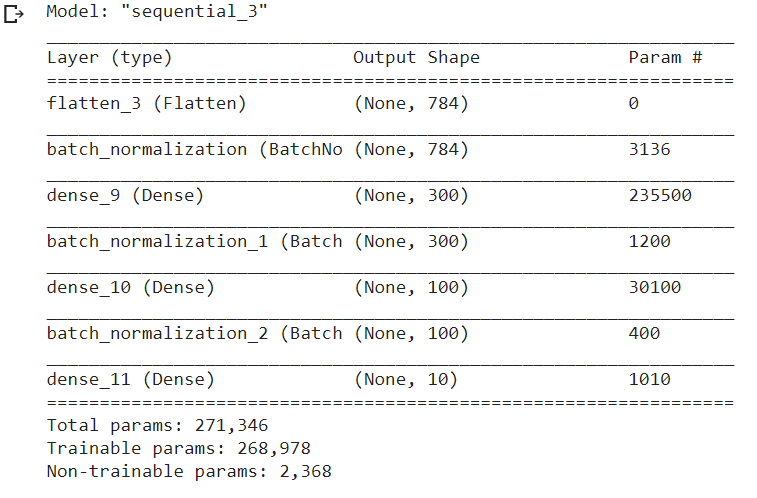 Model: "sequential_3"
_________________________________________________________________
Layer (type)                 Output Shape              Param #
=================================================================
flatten_3 (Flatten)          (None, 784)               0
_________________________________________________________________
batch_normalization (BatchNo (None, 784)               3136
_________________________________________________________________
dense_9 (Dense)              (None, 300)               235500
_________________________________________________________________
batch_normalization_1 (Batch (None, 300)               1200
_________________________________________________________________
dense_10 (Dense)             (None, 100)               30100
_________________________________________________________________
batch_normalization_2 (Batch (None, 100)               400
_________________________________________________________________
dense_11 (Dense)             (None, 10)                1010
=================================================================
Total params: 271,346
Trainable params: 268,978
Non-trainable params: 2,368